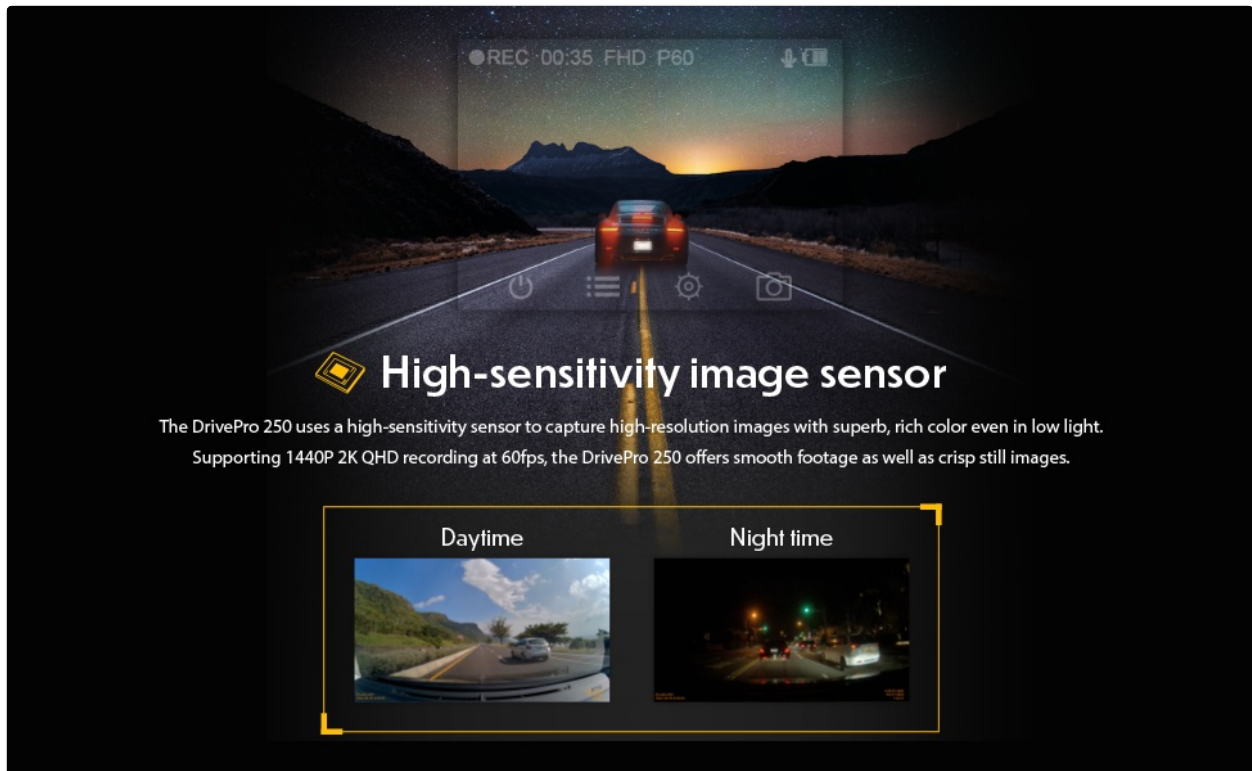 REC 00:35 FHD P60
High-sensitivity image sensor
The DrivePro 250 uses a high-sensitivity sensor to capture high-resolution images with superb, rich color even in low light.
Supporting 1440P 2K QHD recording at 60fps, the DrivePro 250 offers smooth footage as well as crisp still images.
Daytime
Night time